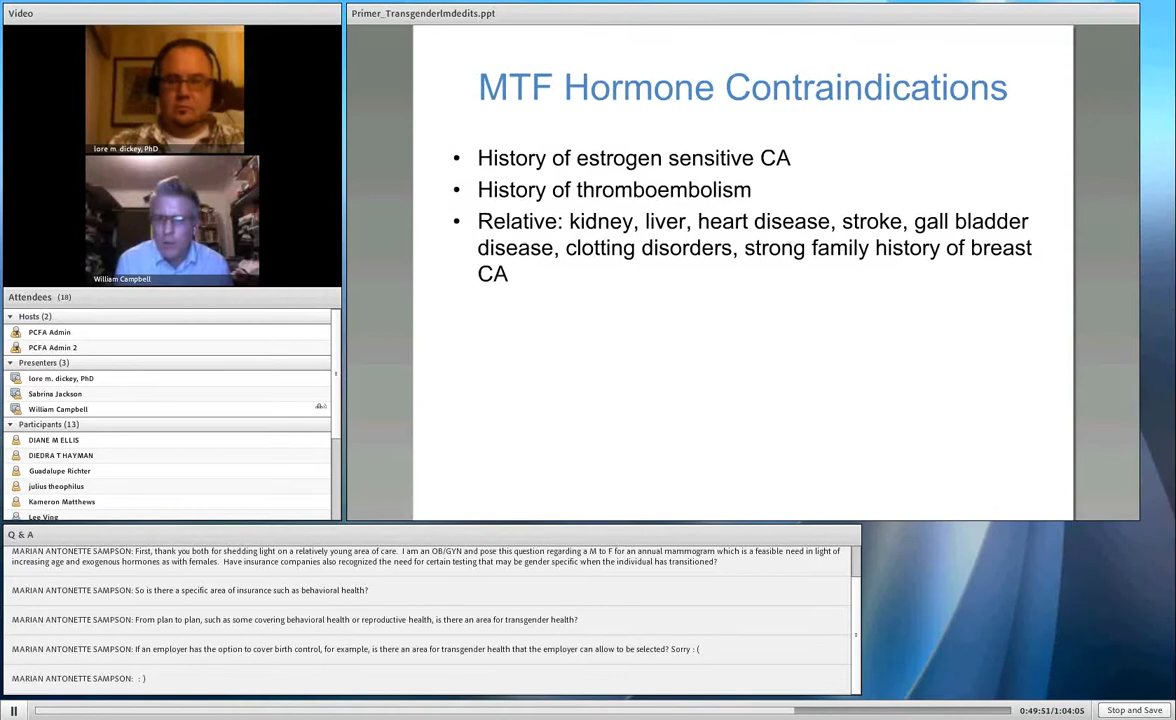 Video
lore m. dickey, PhD
William Campbell
Attendees (18)
Hosts (2)
PCFA Admin
PCFA Admin 2
Presenters (3)
lore m. dickey, PhD
Sabrina Jackson
William Campbell
Participants (13)
DIANE M ELLIS
DIEDRA T HAYMAN
Guadalupe Richter
julius theophilus
Kameron Matthews
Lee Ving
Primer_Transgenderlmdedits.ppt
MTF Hormone Contraindications
• History of estrogen sensitive CA
• History of thromboembolism
• Relative: kidney, liver, heart disease, stroke, gall bladder
disease, clotting disorders, strong family history of breast
CA
Q & A
MARIAN ANTONETTE SAMPSON: First, thank you both for shedding light on a relatively young area of care. I am an OB/GYN and pose this question regarding a M to F for an annual mammogram which is a feasible need in light of
increasing age and exogenous hormones as with females. Have insurance companies also recognized the need for certain testing that may be gender specific when the individual has transitioned?
MARIAN ANTONETTE SAMPSON: So is there a specific area of insurance such as behavioral health?
MARIAN ANTONETTE SAMPSON: From plan to plan, such as some covering behavioral health or reproductive health, is there an area for transgender health?
MARIAN ANTONETTE SAMPSON: If an employer has the option to cover birth control, for example, is there an area for transgender health that the employer can allow to be selected? Sorry : (
MARIAN ANTONETTE SAMPSON: : )
0:49:51/1:04:05
Stop and Save